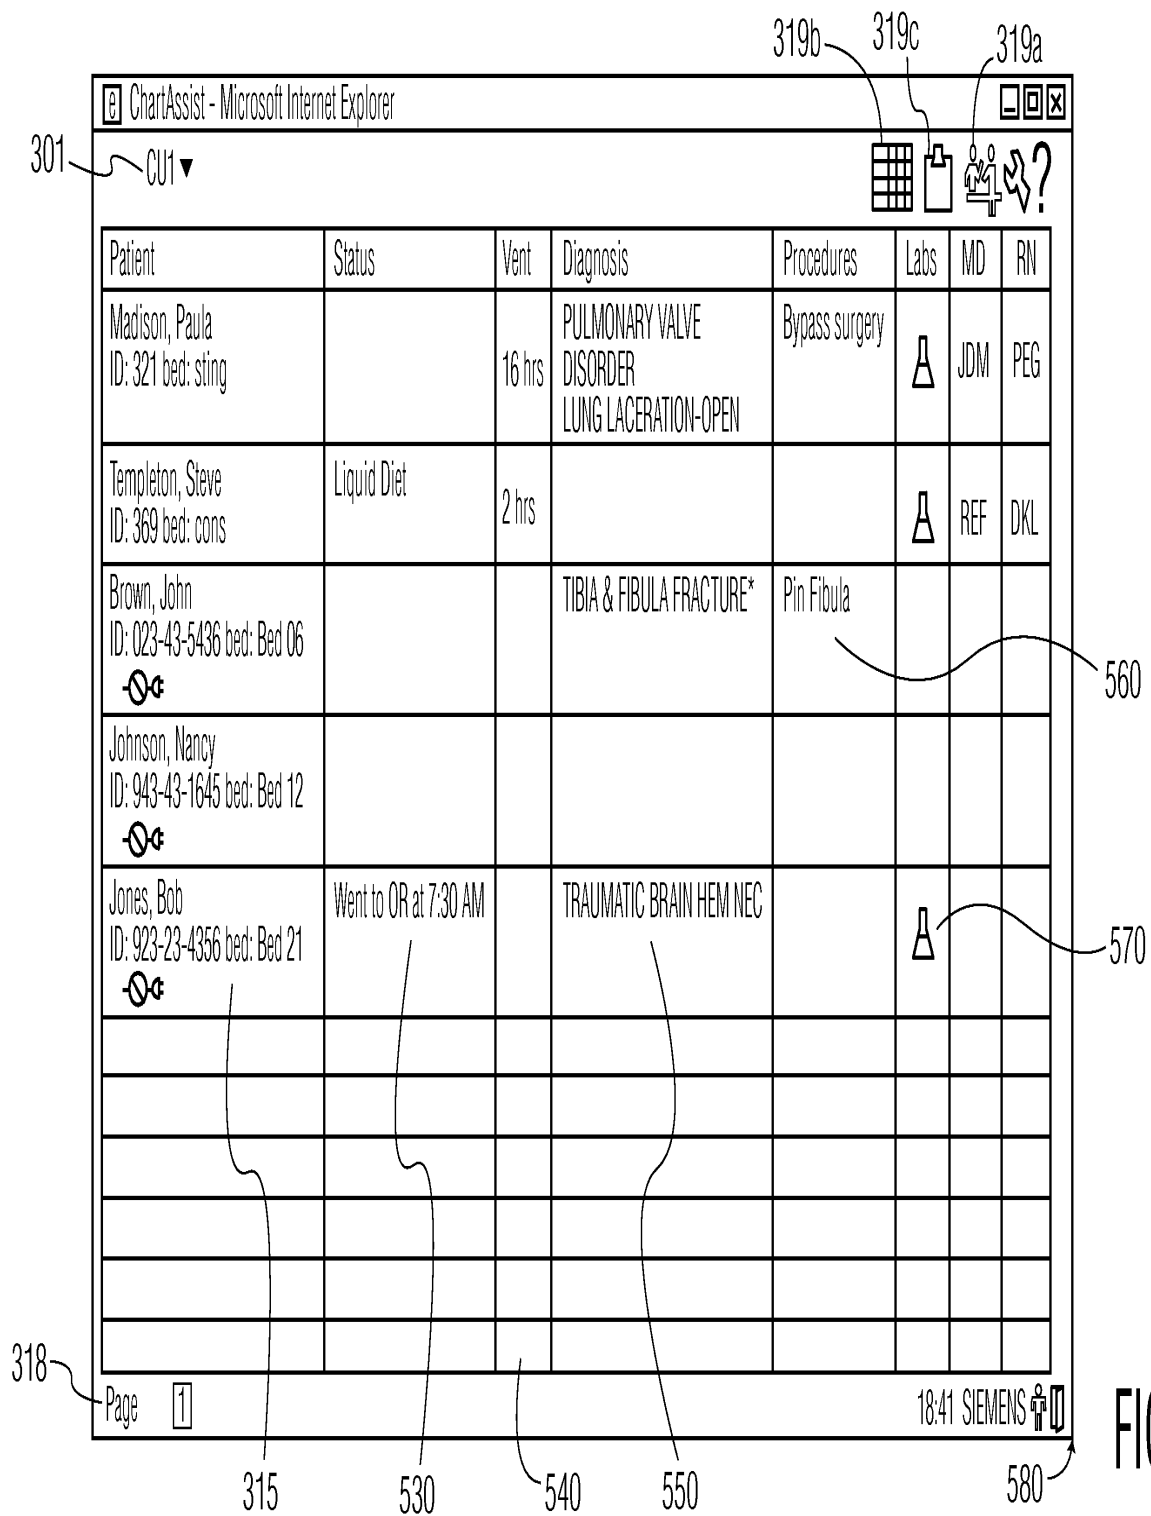 319b 319c 319a
e ChartAssist - Microsoft Internet Explorer
301 CU1 ?
Patient Status Vent Diagnosis Procedures Labs MD RN
Madison, Paula
ID: 321 bed: sting
16 hrs
PULMONARY VALVE
DISORDER
LUNG LACERATION-OPEN
Bypass surgery
JDM PEG
Templeton, Steve
ID: 369 bed: cons
Liquid Diet
2 hrs
REF DKL
Brown, John
ID: 023-43-5436 bed: Bed 06
TIBIA & FIBULA FRACTURE*
Pin Fibula
560
Johnson, Nancy
ID: 943-43-1645 bed: Bed 12
Jones, Bob
ID: 923-23-4356 bed: Bed 21
Went to OR at 7:30 AM
TRAUMATIC BRAIN HEM NEC
570
318
Page 1
18:41 SIEMENS
315 530 540 550 580